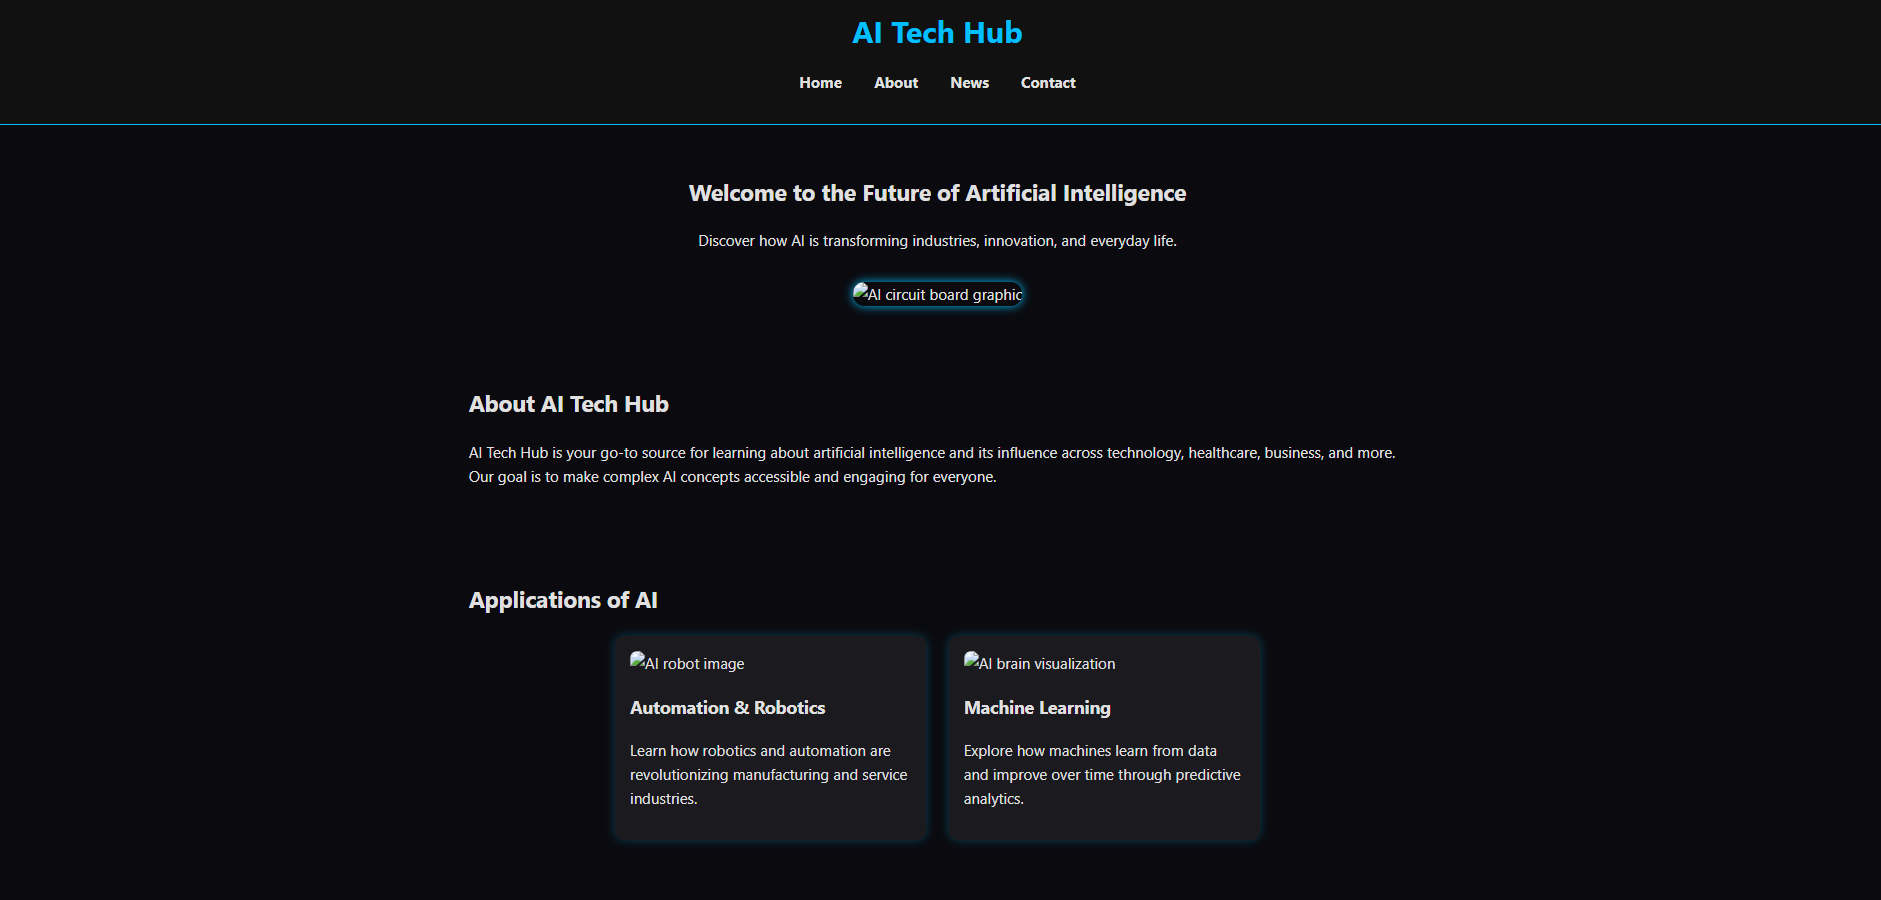 AI Tech Hub
Home About News Contact
Welcome to the Future of Artificial Intelligence
Discover how AI is transforming industries, innovation, and everyday life.
AI circuit board graphic
About AI Tech Hub
AI Tech Hub is your go-to source for learning about artificial intelligence and its influence across technology, healthcare, business, and more.
Our goal is to make complex AI concepts accessible and engaging for everyone.
Applications of AI
AI robot image
Automation & Robotics
Learn how robotics and automation are
revolutionizing manufacturing and service
industries.
AI brain visualization
Machine Learning
Explore how machines learn from data
and improve over time through predictive
analytics.